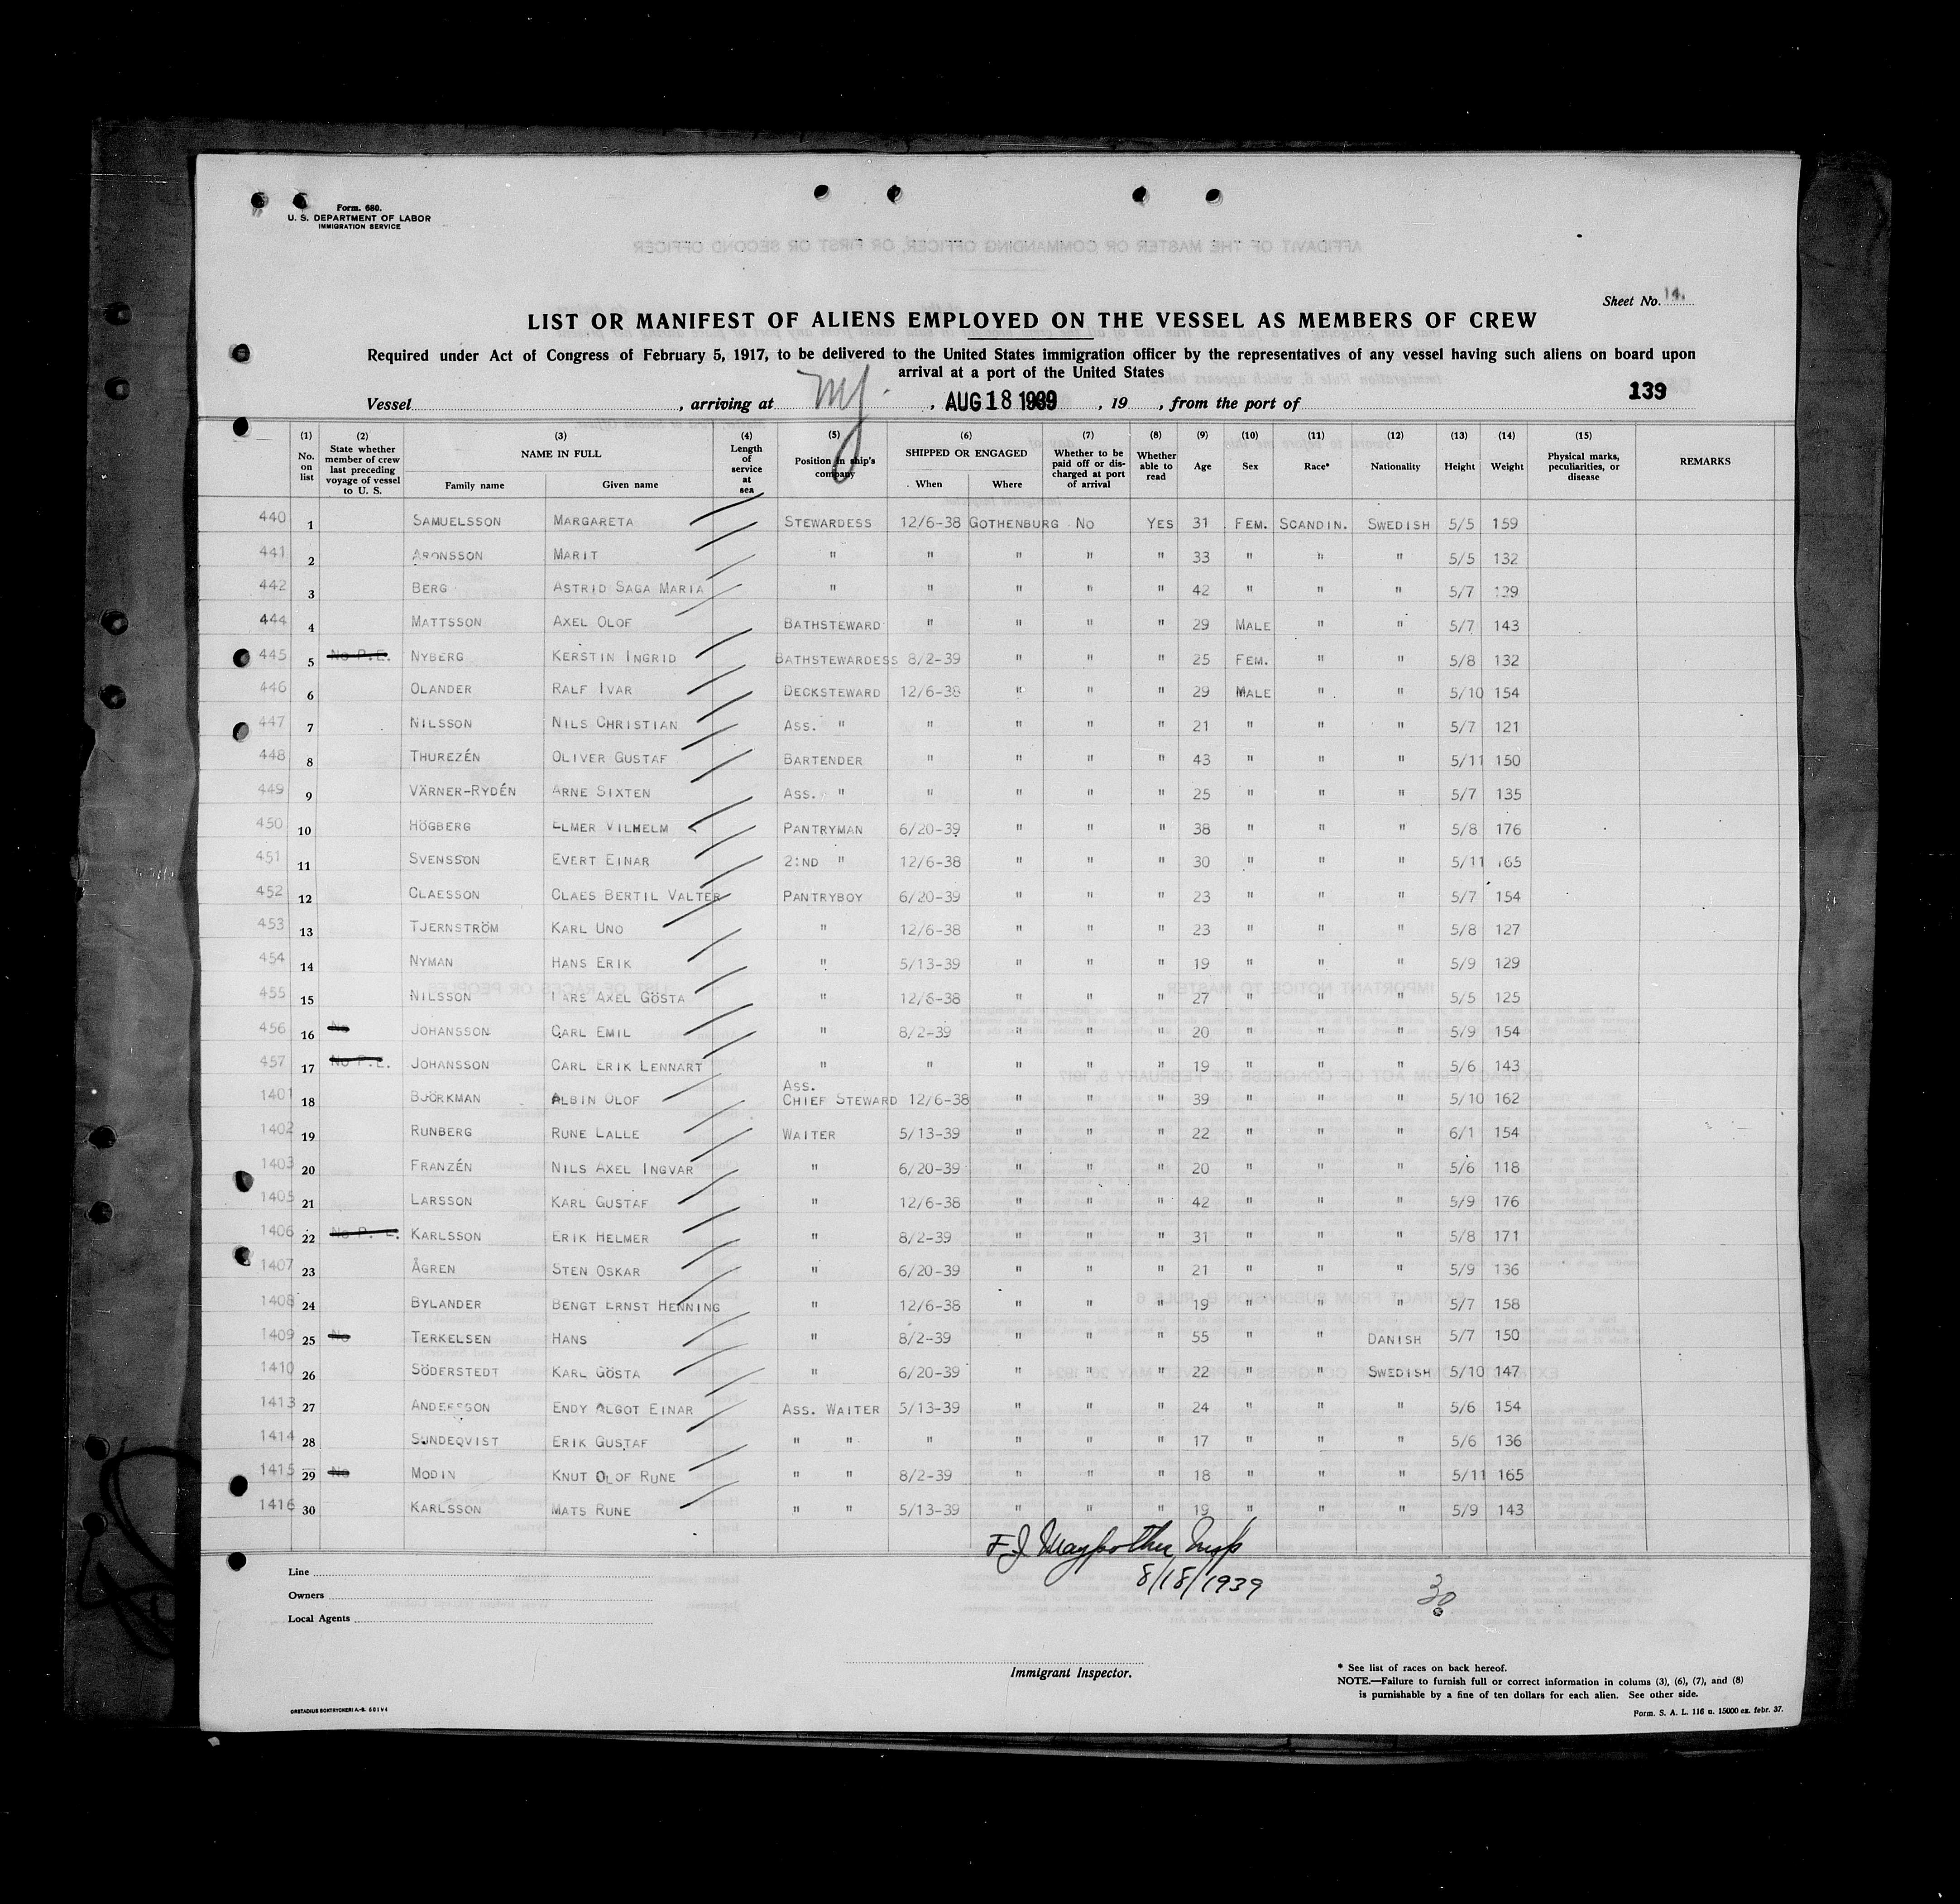 Form. 680.
U. S. DEPARTMENT OF LABOR
IMMIGRATION SERVICE
Sheet No. 14.
LIST OR MANIFEST OF ALIENS EMPLOYED ON THE VESSEL AS MEMBERS OF CREW
Required under Act of Congress of February 5, 1917, to be delivered to the United States immigration officer by the representatives of any vessel having such aliens on board upon
arrival at a port of the United States
139
Vessel , arriving at NY. , AUG 18 1939 , 19 , from the port of
(1) No. on list (2) State whether member of crew last preceding voyage of vessel to U. S. (3) NAME IN FULL Family name Given name (4) Length of service at sea (5) Position in ship's company (6) SHIPPED OR ENGAGED When Where (7) Whether to be paid off or discharged at port of arrival (8) Whether able to read (9) Age (10) Sex (11) Race* (12) Nationality (13) Height (14) Weight (15) Physical marks, peculiarities, or disease REMARKS
440 1 SAMUELSSON MARGARETA STEWARDESS 12/6-38 GOTHENBURG NO YES 31 FEM. SCANDIN. SWEDISH 5/5 159
441 2 ARONSSON MARIT " " " " " 33 " " " 5/5 132
442 3 BERG ASTRID SAGA MARIA " " " " " 42 " " " 5/7 129
444 4 MATTSSON AXEL OLOF BATHSTEWARD " " " " 29 MALE " " 5/7 143
445 5 No P.E. NYBERG KERSTIN INGRID BATHSTEWARDESS 8/2-39 " " " 25 FEM. " " 5/8 132
446 6 OLANDER RALF IVAR DECKSTEWARD 12/6-38 " " " 29 MALE " " 5/10 154
447 7 NILSSON NILS CHRISTIAN ASS. " " " " " 21 " " " 5/7 121
448 8 THUREZÉN OLIVER GUSTAF BARTENDER " " " " 43 " " " 5/11 150
449 9 VÄRNER-RYDÉN ARNE SIXTEN ASS. " " " " " 25 " " " 5/7 135
450 10 HÖGBERG ELMER VILHELM PANTRYMAN 6/20-39 " " " 38 " " " 5/8 176
451 11 SVENSSON EVERT EINAR 2:ND " 12/6-38 " " " 30 " " " 5/11 165
452 12 CLAESSON CLAES BERTIL VALTER PANTRYBOY 6/20-39 " " " 23 " " " 5/7 154
453 13 TJERNSTRÖM KARL UNO " 12/6-38 " " " 23 " " " 5/8 127
454 14 NYMAN HANS ERIK " 5/13-39 " " " 19 " " " 5/9 129
455 15 NILSSON LARS AXEL GÖSTA " 12/6-38 " " " 27 " " " 5/5 125
456 16 No JOHANSSON CARL EMIL " 8/2-39 " " " 20 " " " 5/9 154
457 17 No P.E. JOHANSSON CARL ERIK LENNART " " " " " 19 " " " 5/6 143
1401 18 BJÖRKMAN ALBIN OLOF ASS. CHIEF STEWARD 12/6-38 " " " 39 " " " 5/10 162
1402 19 RUNBERG RUNE LALLE WAITER 5/13-39 " " " 22 " " " 6/1 154
1403 20 FRANZÉN NILS AXEL INGVAR " 6/20-39 " " " 20 " " " 5/6 118
1405 21 LARSSON KARL GUSTAF " 12/6-38 " " " 42 " " " 5/9 176
1406 22 No P. E. KARLSSON ERIK HELMER " 8/2-39 " " " 31 " " " 5/8 171
1407 23 ÅGREN STEN OSKAR " 6/20-39 " " " 21 " " " 5/9 136
1408 24 BYLANDER BENGT ERNST HENNING " 12/6-38 " " " 19 " " " 5/7 158
1409 25 No TERKELSEN HANS " 8/2-39 " " " 55 " " DANISH 5/7 150
1410 26 SÖDERSTEDT KARL GÖSTA " 6/20-39 " " " 22 " " SWEDISH 5/10 147
1413 27 ANDERSSON ENDY ALGOT EINAR ASS. WAITER 5/13-39 " " " 24 " " " 5/6 154
1414 28 SUNDEQVIST ERIK GUSTAF " " " " " " 17 " " " 5/6 136
1415 29 No MODIN KNUT OLOF RUNE " " 8/2-39 " " " 18 " " " 5/11 165
1416 30 KARLSSON MATS RUNE " " 5/13-39 " " " 19 " " " 5/9 143
F J Insp
8/18/1939
30
Line
Owners
Local Agents
Immigrant Inspector.
* See list of races on back hereof.
NOTE.—Failure to furnish full or correct information in colums (3), (6), (7), and (8)
is purnishable by a fine of ten dollars for each alien. See other side.
Form. S. A. L. 116 n. 15000 ex. febr. 37.